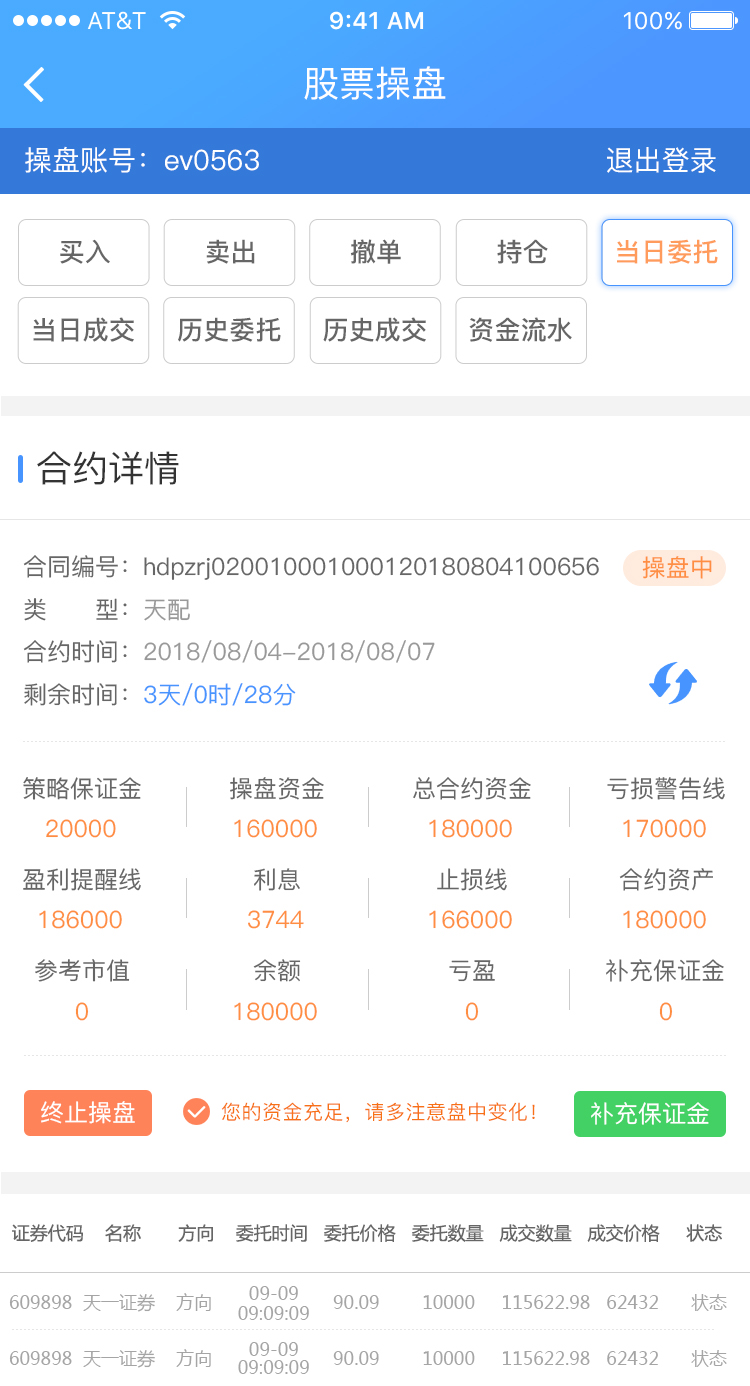 AT&T 9:41 AM 100%
股票操盘
操盘账号：ev0563 退出登录
买入 卖出 撤单 持仓 当日委托
当日成交 历史委托 历史成交 资金流水
合约详情
合同编号：hdpzrj020010001000120180804100656 操盘中
类 型：天配
合约时间：2018/08/04-2018/08/07
剩余时间：3天/0时/28分
策略保证金 操盘资金 总合约资金 亏损警告线
20000 160000 180000 170000
盈利提醒线 利息 止损线 合约资产
186000 3744 166000 180000
参考市值 余额 亏盈 补充保证金
0 180000 0 0
终止操盘 您的资金充足，请多注意盘中变化！ 补充保证金
证券代码 名称 方向 委托时间 委托价格 委托数量 成交数量 成交价格 状态
609898 天一证券 方向 09-09 09:09:09 90.09 10000 115622.98 62432 状态
609898 天一证券 方向 09-09 09:09:09 90.09 10000 115622.98 62432 状态